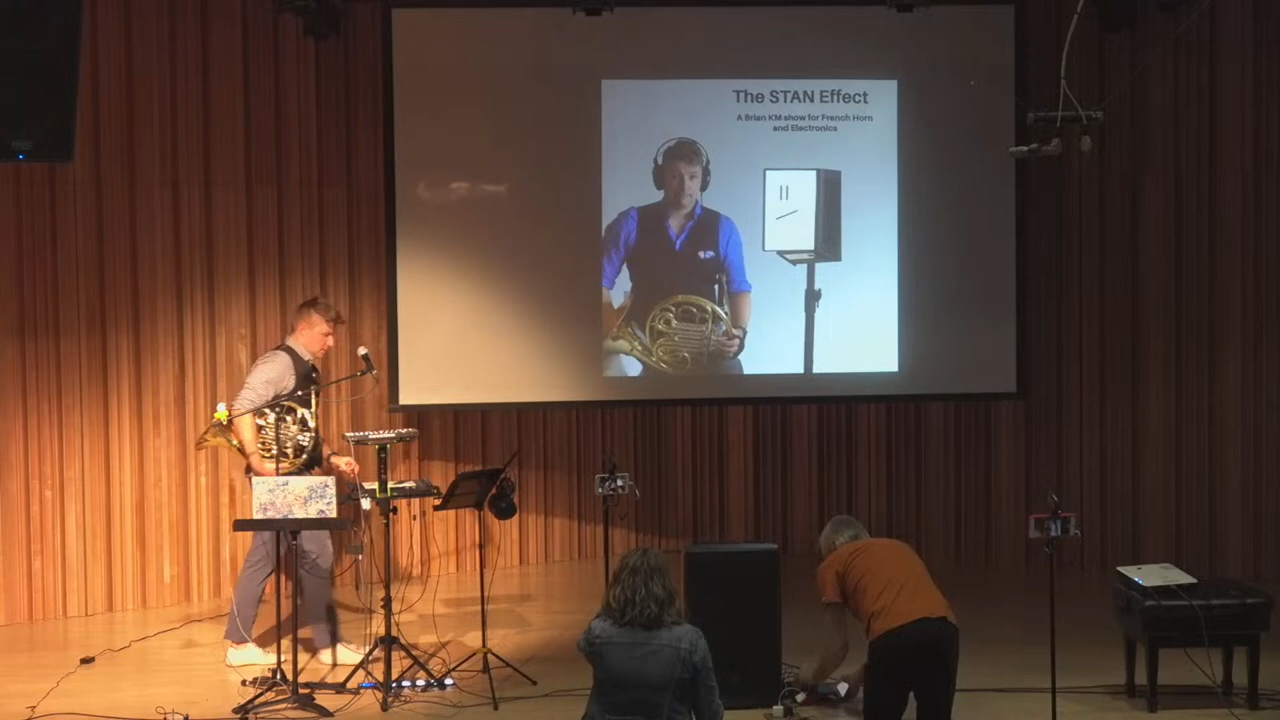 The STAN Effect
A Brian KM show for French Horn
and Electronics